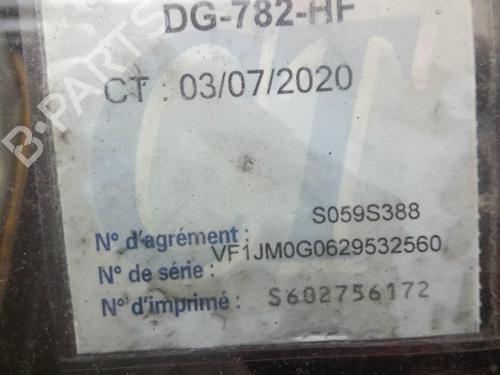 DG-782-HF
CT : 03/07/2020
S059S388
N° d'agrément :
VF1JM0G0629532560
N° de série :
N° d'imprimé : S602756172
B-PARTS